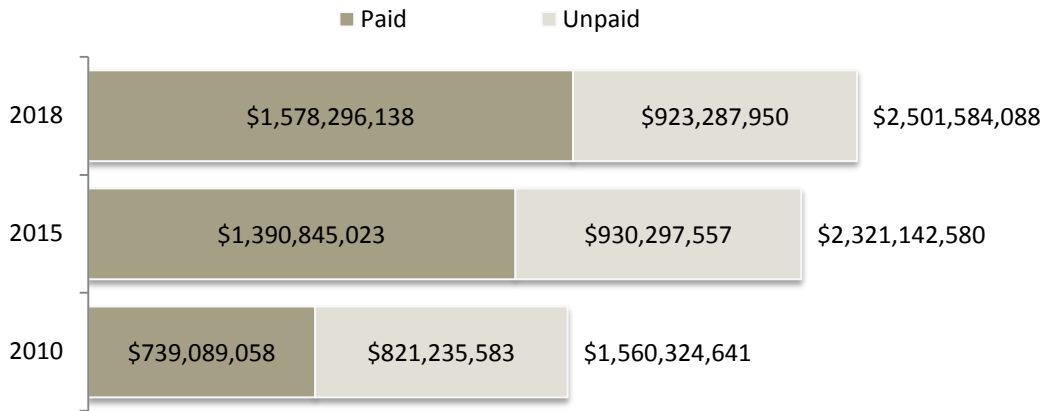 Paid Unpaid
2018 $1,578,296,138 $923,287,950 $2,501,584,088
2015 $1,390,845,023 $930,297,557 $2,321,142,580
2010 $739,089,058 $821,235,583 $1,560,324,641